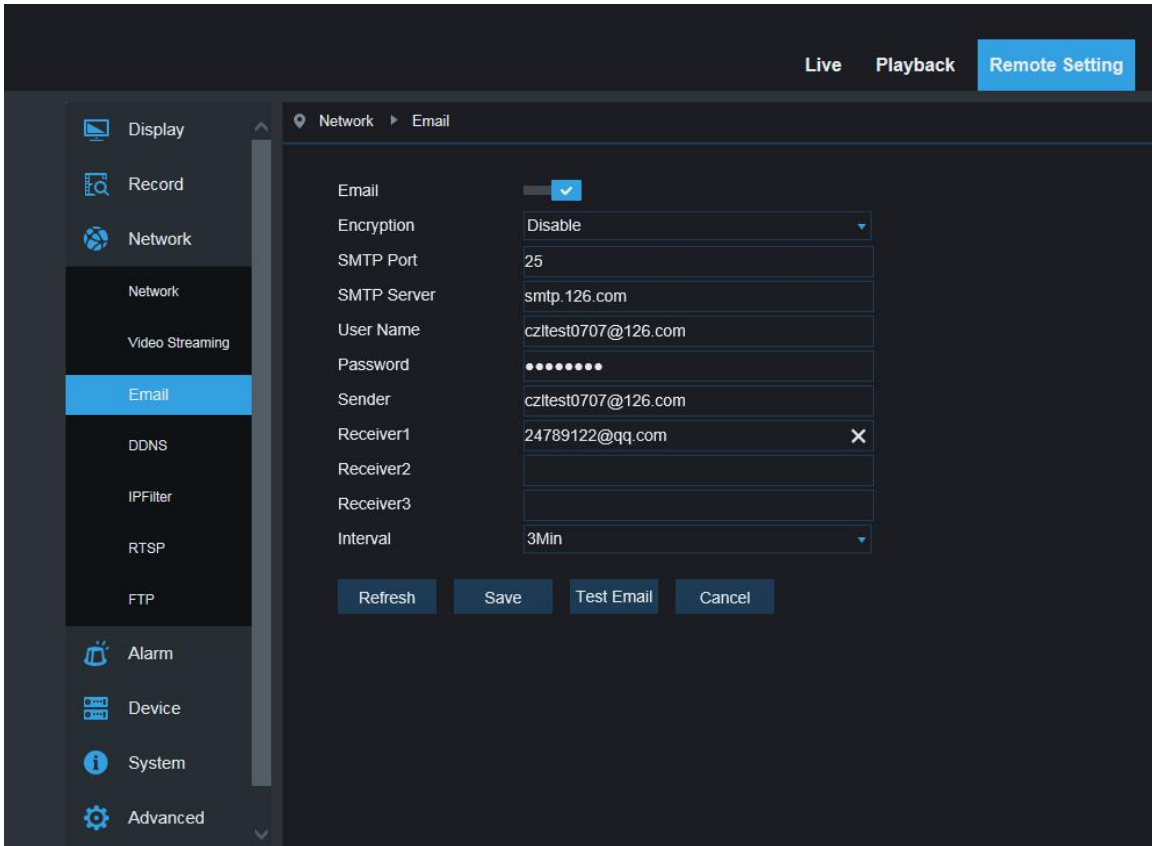 Live Playback Remote Setting
Display
Record
Network
Network
Video Streaming
Email
DDNS
IPFilter
RTSP
FTP
Alarm
Device
System
Advanced
Network Email
Email
Encryption Disable
SMTP Port 25
SMTP Server smtp.126.com
User Name czltest0707@126.com
Password ••••••••
Sender czltest0707@126.com
Receiver1 24789122@qq.com
Receiver2
Receiver3
Interval 3Min
Refresh Save Test Email Cancel